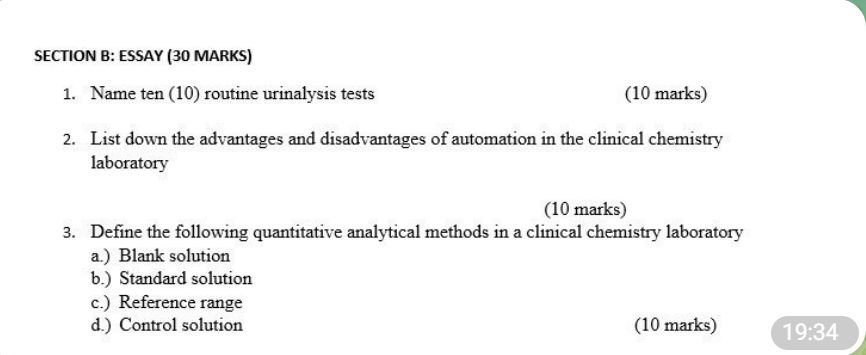 SECTION B: ESSAY (30 MARKS)
1. Name ten (10) routine urinalysis tests (10 marks)
2. List down the advantages and disadvantages of automation in the clinical chemistry
laboratory
(10 marks)
3. Define the following quantitative analytical methods in a clinical chemistry laboratory
a.) Blank solution
b.) Standard solution
c.) Reference range
d.) Control solution (10 marks)
19:34